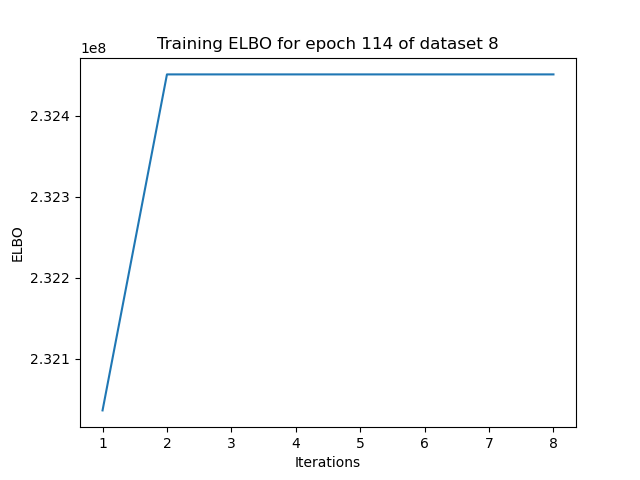 Training ELBO for epoch 114 of dataset 8
1e8
2.324
2.323
2.322
2.321
ELBO
1 2 3 4 5 6 7 8
Iterations